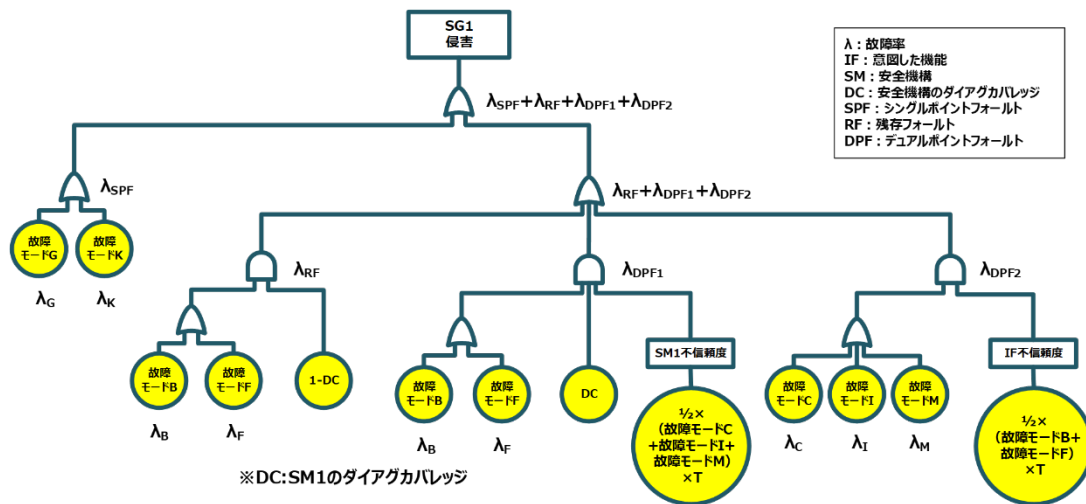 SG1
侵害
λSPF+λRF+λDPF1+λDPF2
λ：故障率
IF：意図した機能
SM：安全機構
DC：安全機構のダイアグカバレッジ
SPF：シングルポイントフォールト
RF：残存フォールト
DPF：デュアルポイントフォールト
λSPF
λRF+λDPF1+λDPF2
故障
モードG
故障
モードK
λG
λK
λRF
λDPF1
λDPF2
故障
モードB
故障
モードF
1-DC
λB
λF
故障
モードB
故障
モードF
DC
λB
λF
SM1不信頼度
½×
（故障モードC
+故障モードI+
故障モードM）
×T
故障
モードC
故障
モードI
故障
モードM
λC
λI
λM
IF不信頼度
½×
（故障モードB+
故障モードF）
×T
※DC:SM1のダイアグカバレッジ